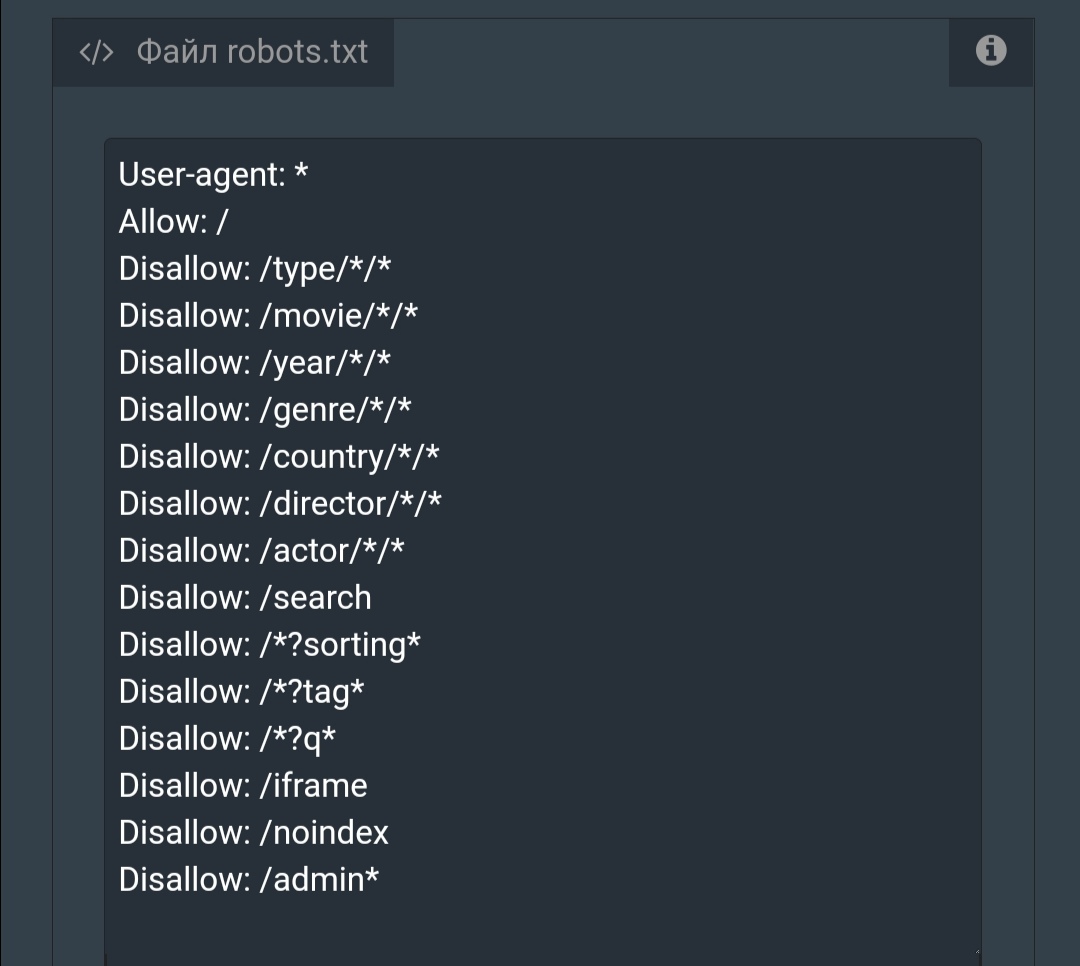 </> Файл robots.txt
User-agent: *
Allow: /
Disallow: /type/*/*
Disallow: /movie/*/*
Disallow: /year/*/*
Disallow: /genre/*/*
Disallow: /country/*/*
Disallow: /director/*/*
Disallow: /actor/*/*
Disallow: /search
Disallow: /*?sorting*
Disallow: /*?tag*
Disallow: /*?q*
Disallow: /iframe
Disallow: /noindex
Disallow: /admin*